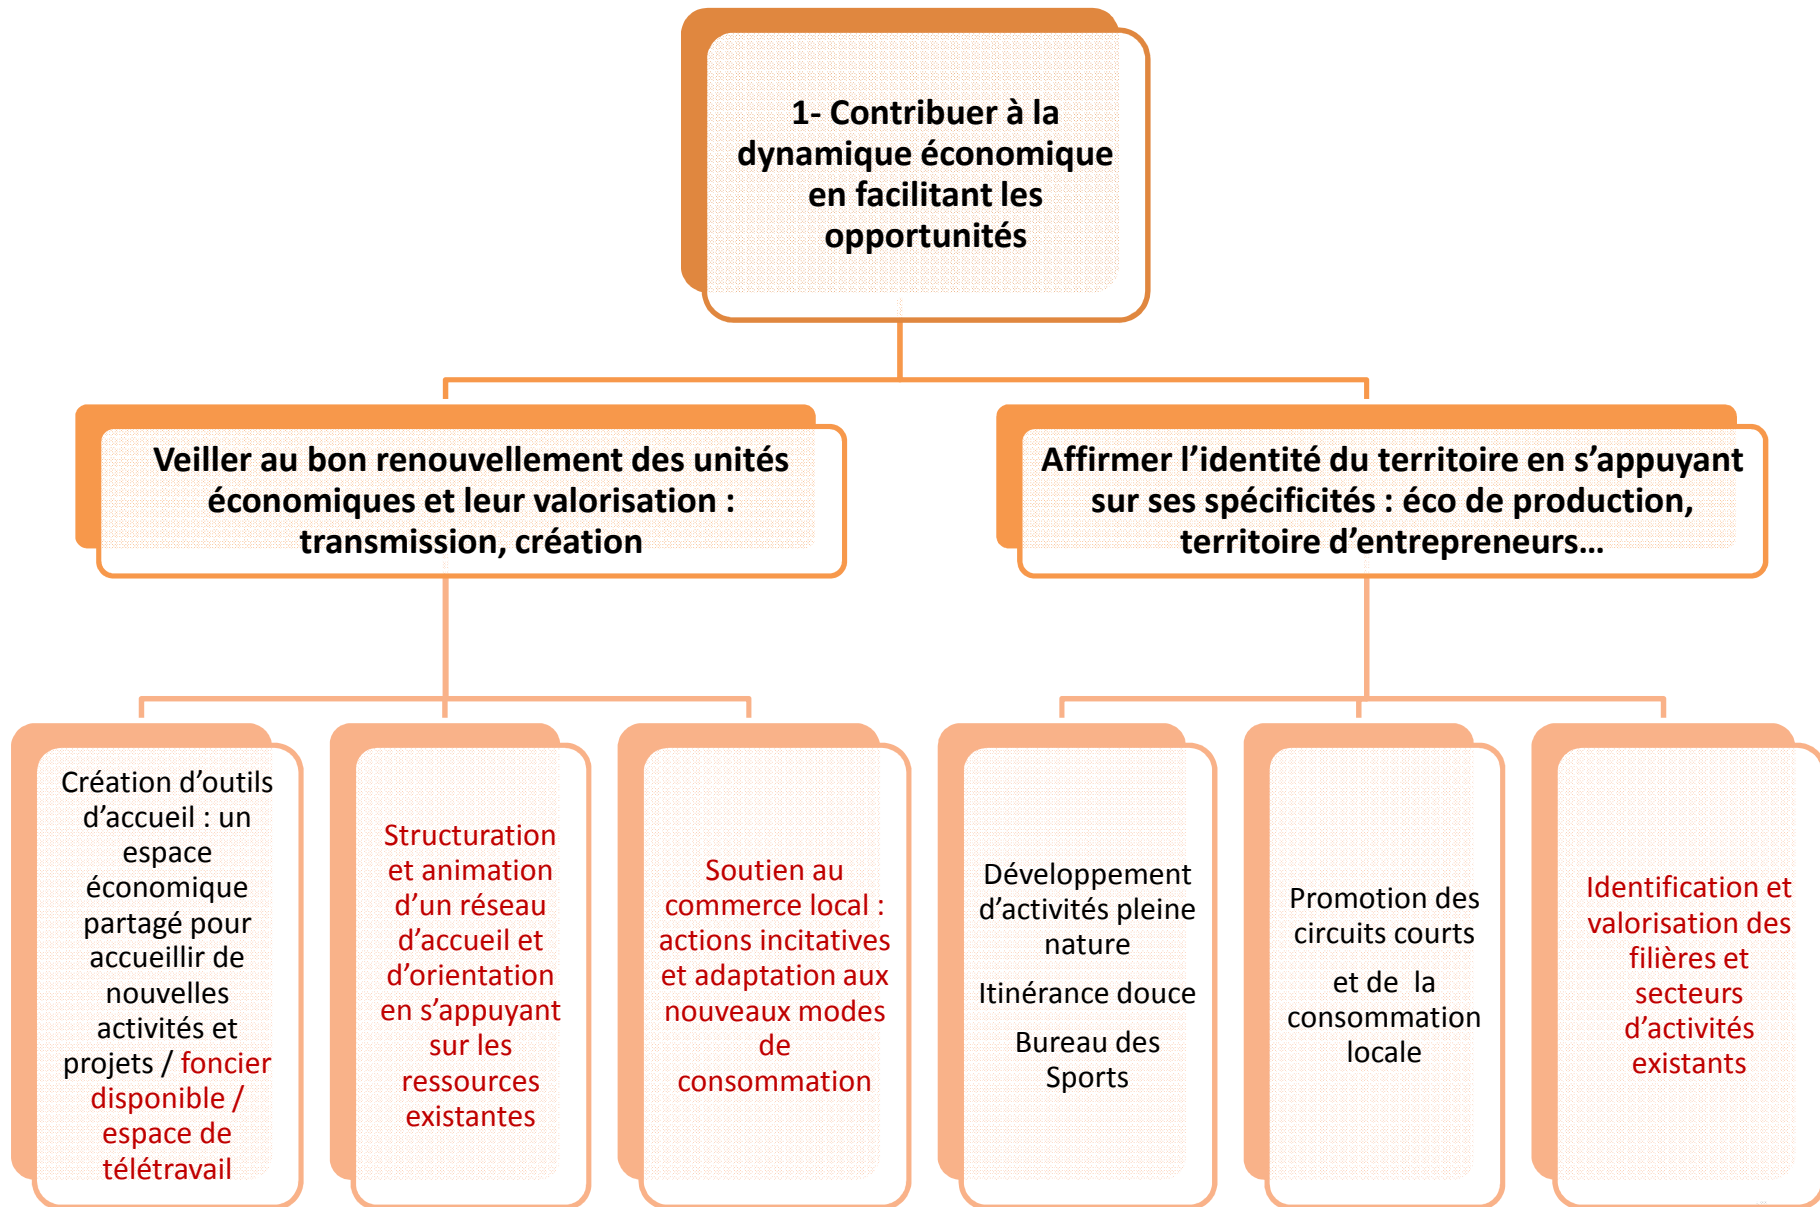 1- Contribuer à la
dynamique économique
en facilitant les
opportunités
Veiller au bon renouvellement des unités
économiques et leur valorisation :
transmission, création
Affirmer l’identité du territoire en s’appuyant
sur ses spécificités : éco de production,
territoire d’entrepreneurs…
Création d’outils
d’accueil : un
espace
économique
partagé pour
accueillir de
nouvelles
activités et
projets / foncier
disponible /
espace de
télétravail
Structuration
et animation
d’un réseau
d’accueil et
d’orientation
en s’appuyant
sur les
ressources
existantes
Soutien au
commerce local :
actions incitatives
et adaptation aux
nouveaux modes
de
consommation
Développement
d’activités pleine
nature
Itinérance douce
Bureau des
Sports
Promotion des
circuits courts
et de la
consommation
locale
Identification et
valorisation des
filières et
secteurs
d’activités
existants